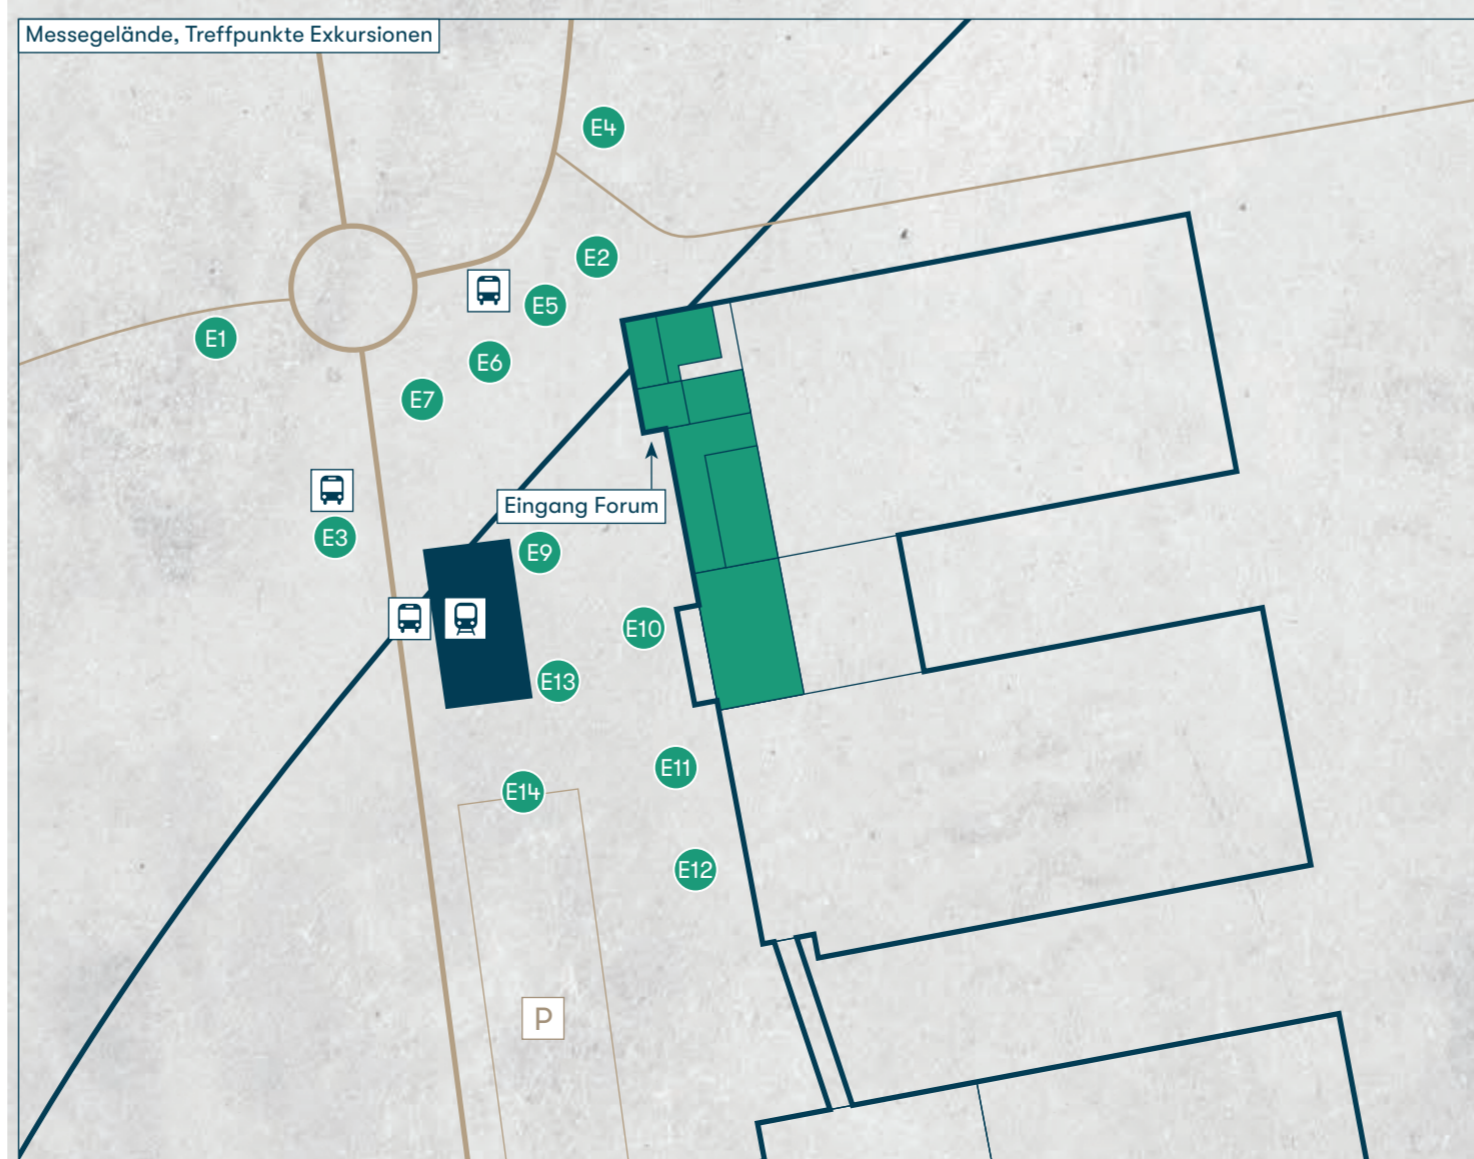 Messegelände, Treffpunkte Exkursionen
E4
E2
E5
E1
E6
E7
Eingang Forum
E3
E9
E10
E13
E11
E14
E12
P